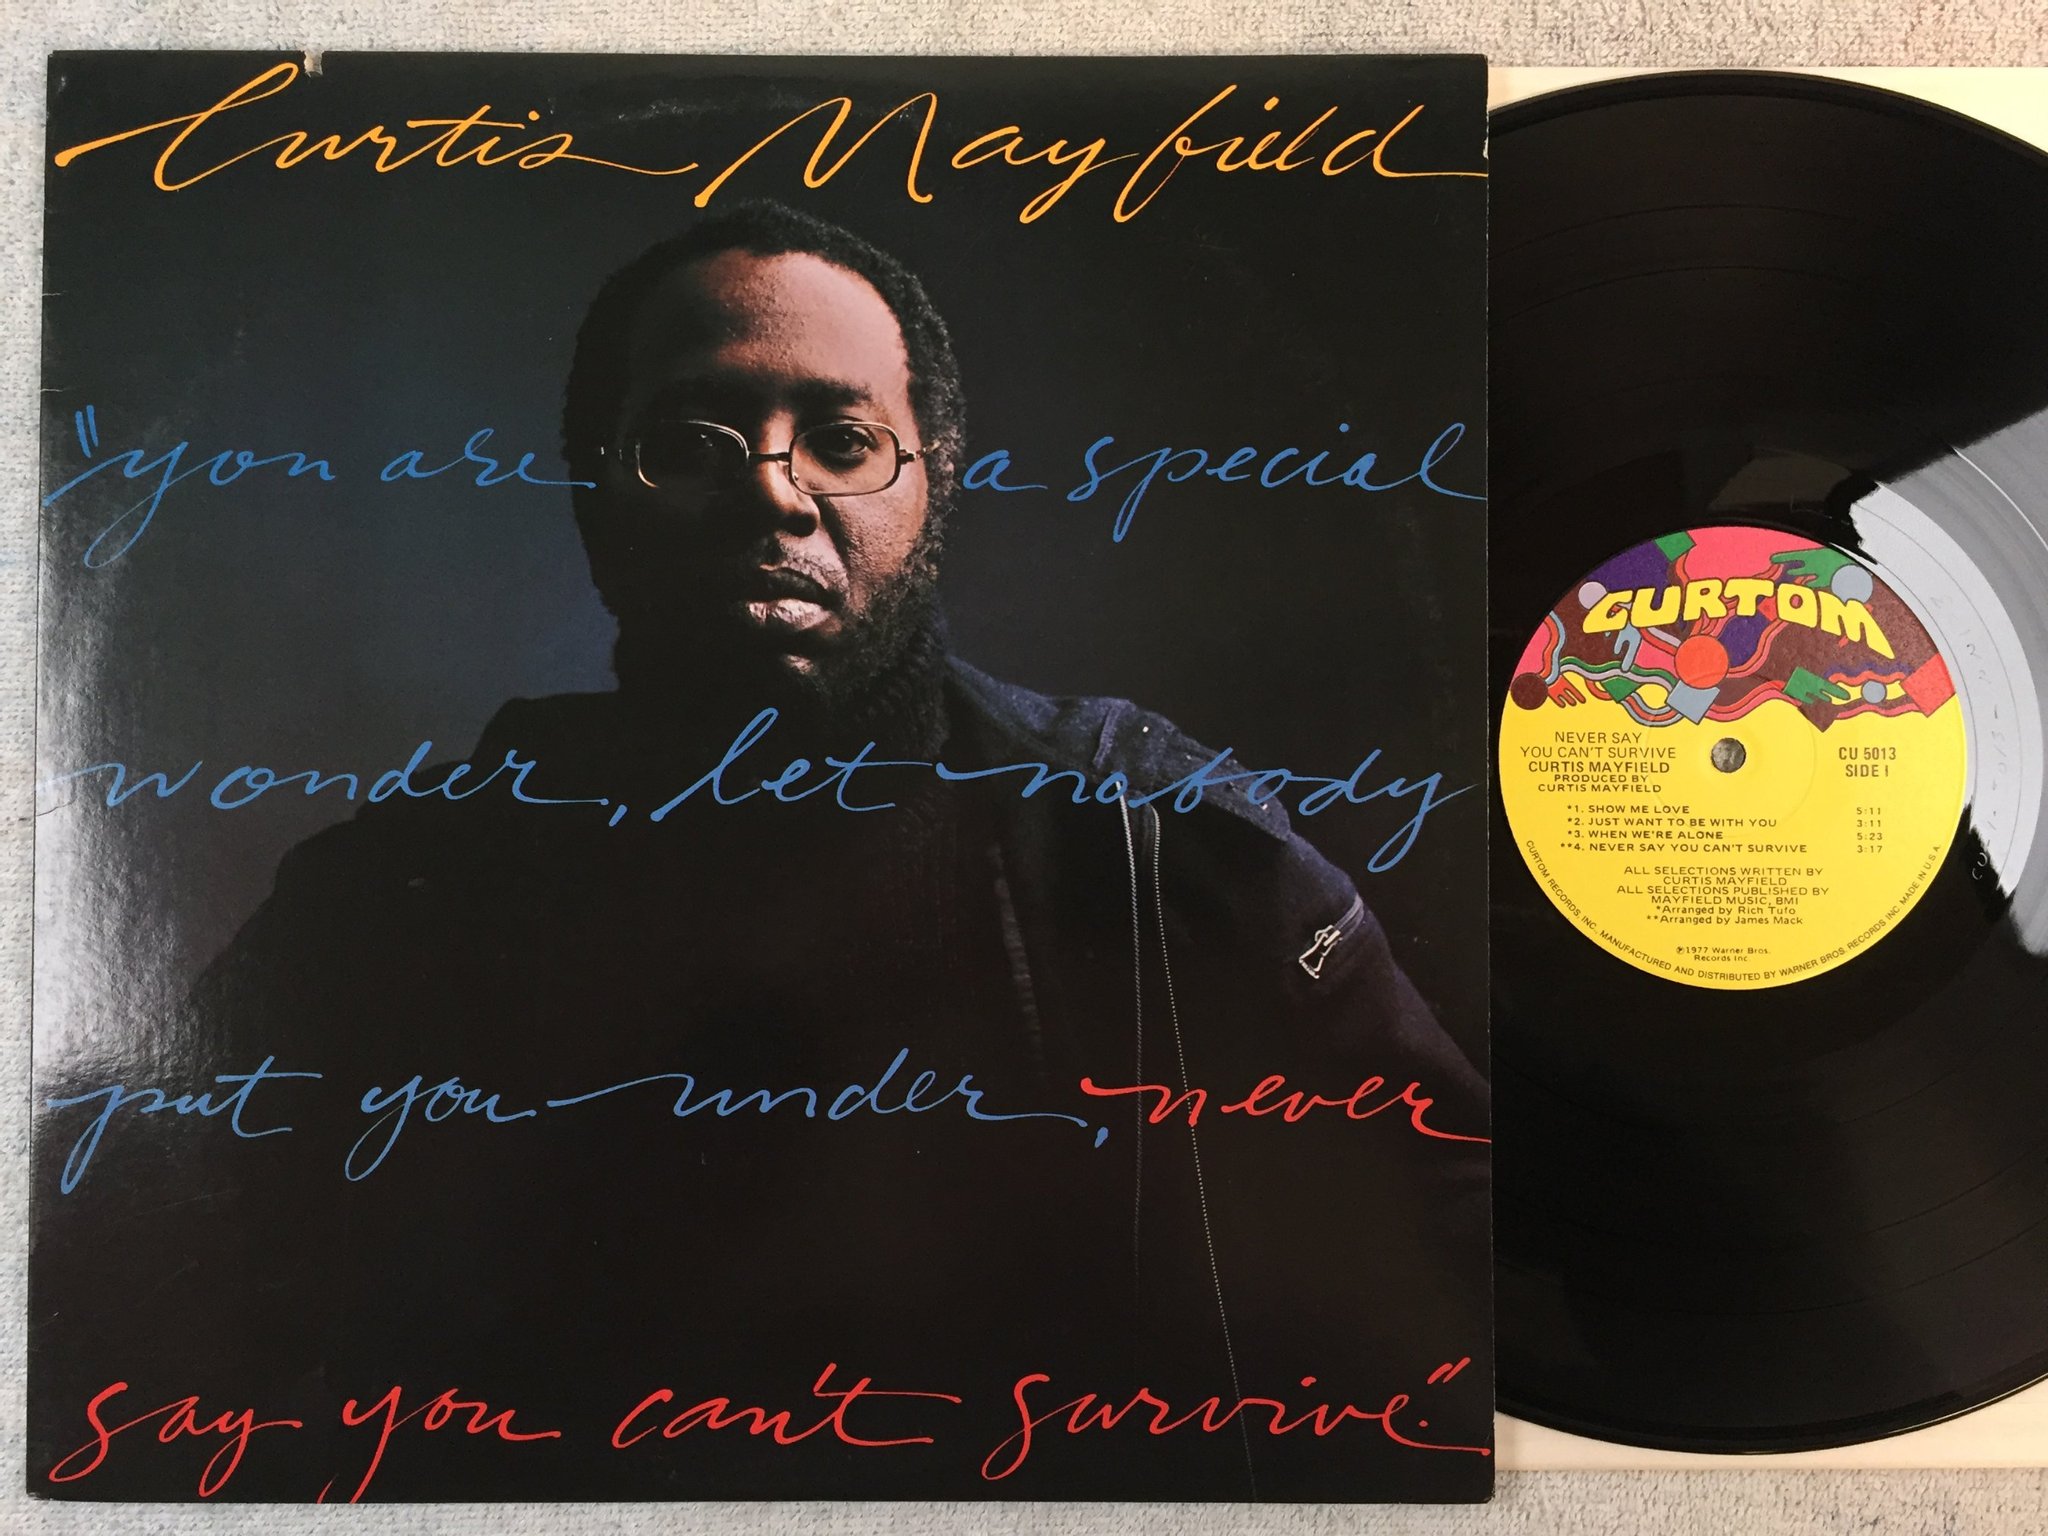 Curtis Mayfield
"you are a special
wonder, let nobody
put you under, never
say you can't survive."
CURTOM
NEVER SAY
YOU CAN'T SURVIVE
CURTIS MAYFIELD
PRODUCED BY
CURTIS MAYFIELD
CU 5013
SIDE I
*1. SHOW ME LOVE 5:11
*2. JUST WANT TO BE WITH YOU 3:11
*3. WHEN WE'RE ALONE 5:23
**4. NEVER SAY YOU CAN'T SURVIVE 3:17
ALL SELECTIONS WRITTEN BY
CURTIS MAYFIELD
ALL SELECTIONS PUBLISHED BY
MAYFIELD MUSIC, BMI
*Arranged by Rich Tufo
**Arranged by James Mack
℗1977 Warner Bros.
Records Inc.
CURTOM RECORDS, INC., MANUFACTURED AND DISTRIBUTED BY WARNER BROS. RECORDS INC. MADE IN U.S.A.